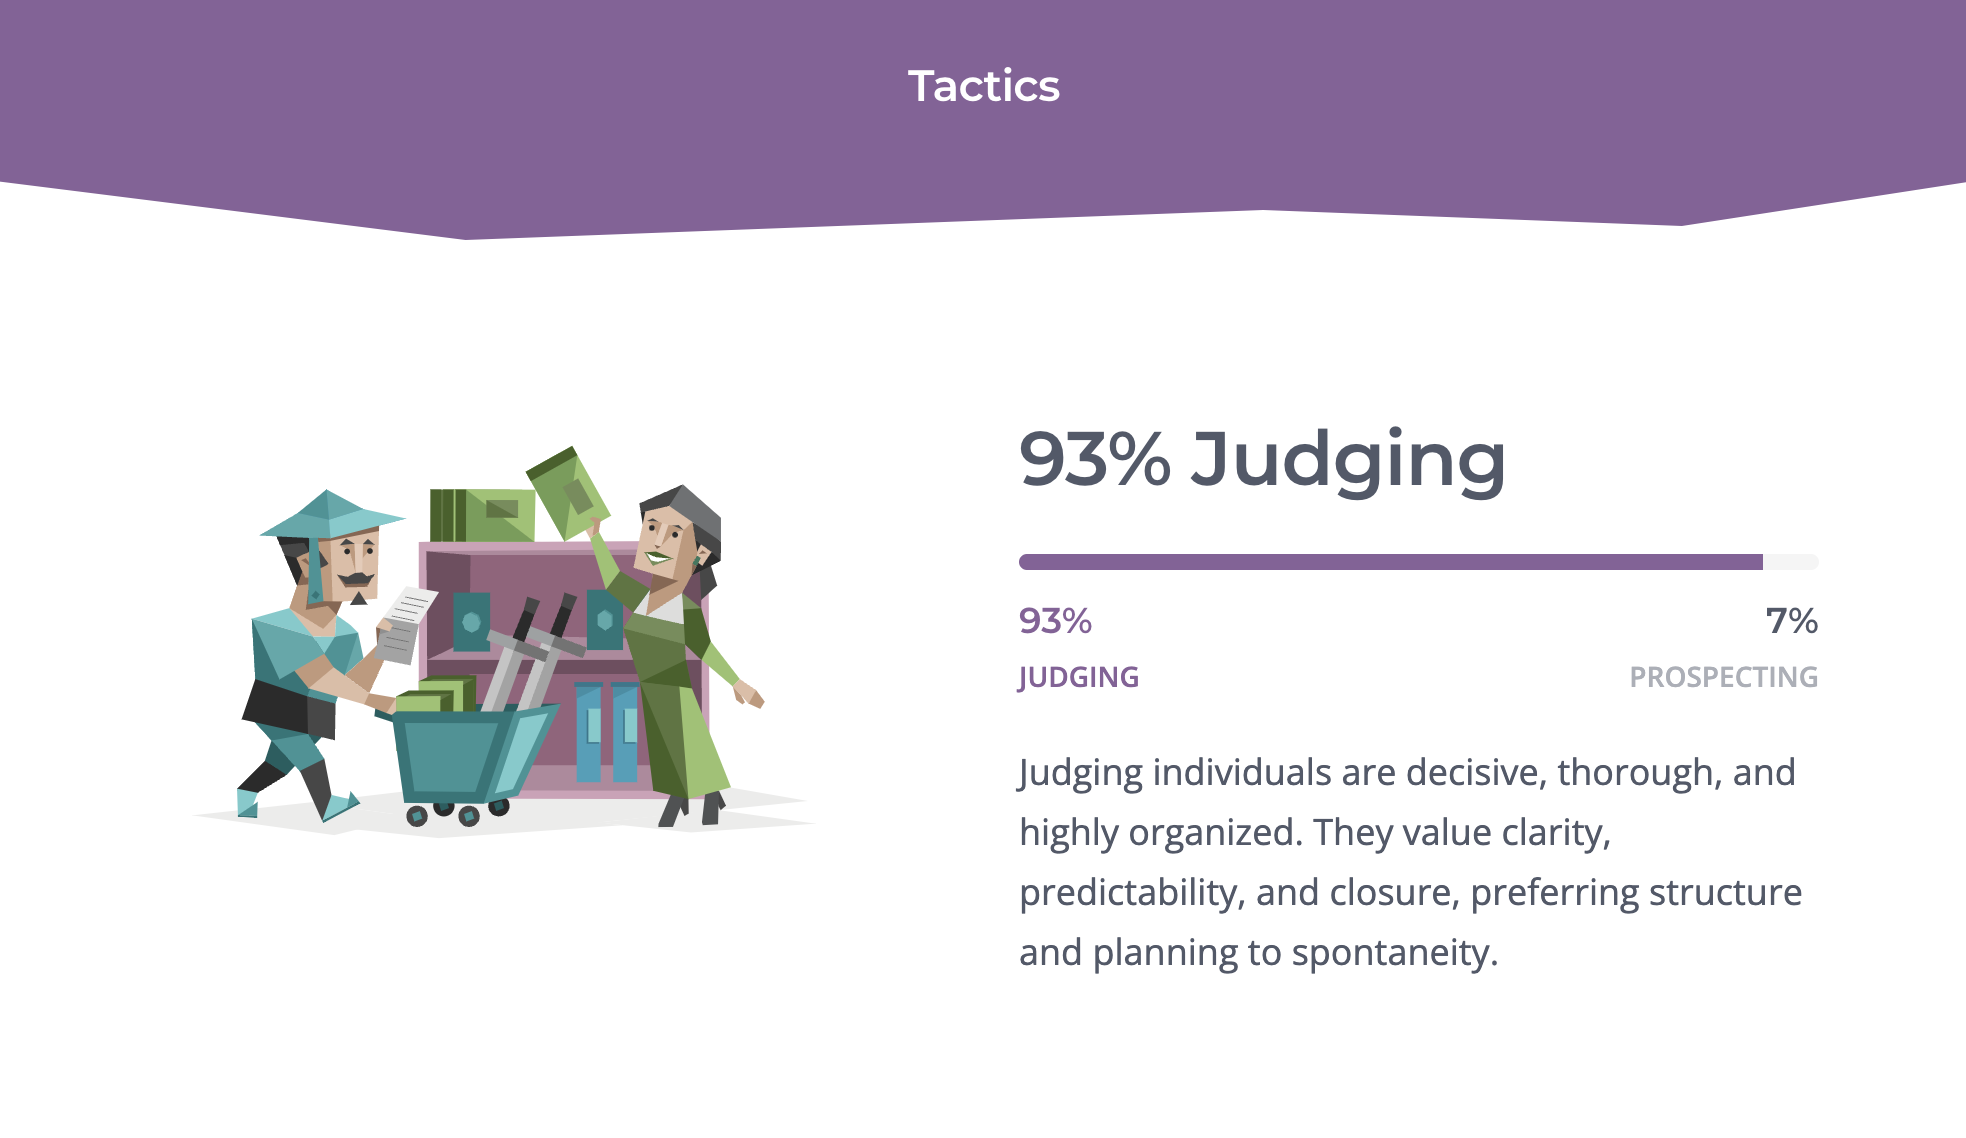 Tactics
93% Judging
93%
7%
JUDGING
PROSPECTING
Judging individuals are decisive, thorough, and
highly organized. They value clarity,
predictability, and closure, preferring structure
and planning to spontaneity.